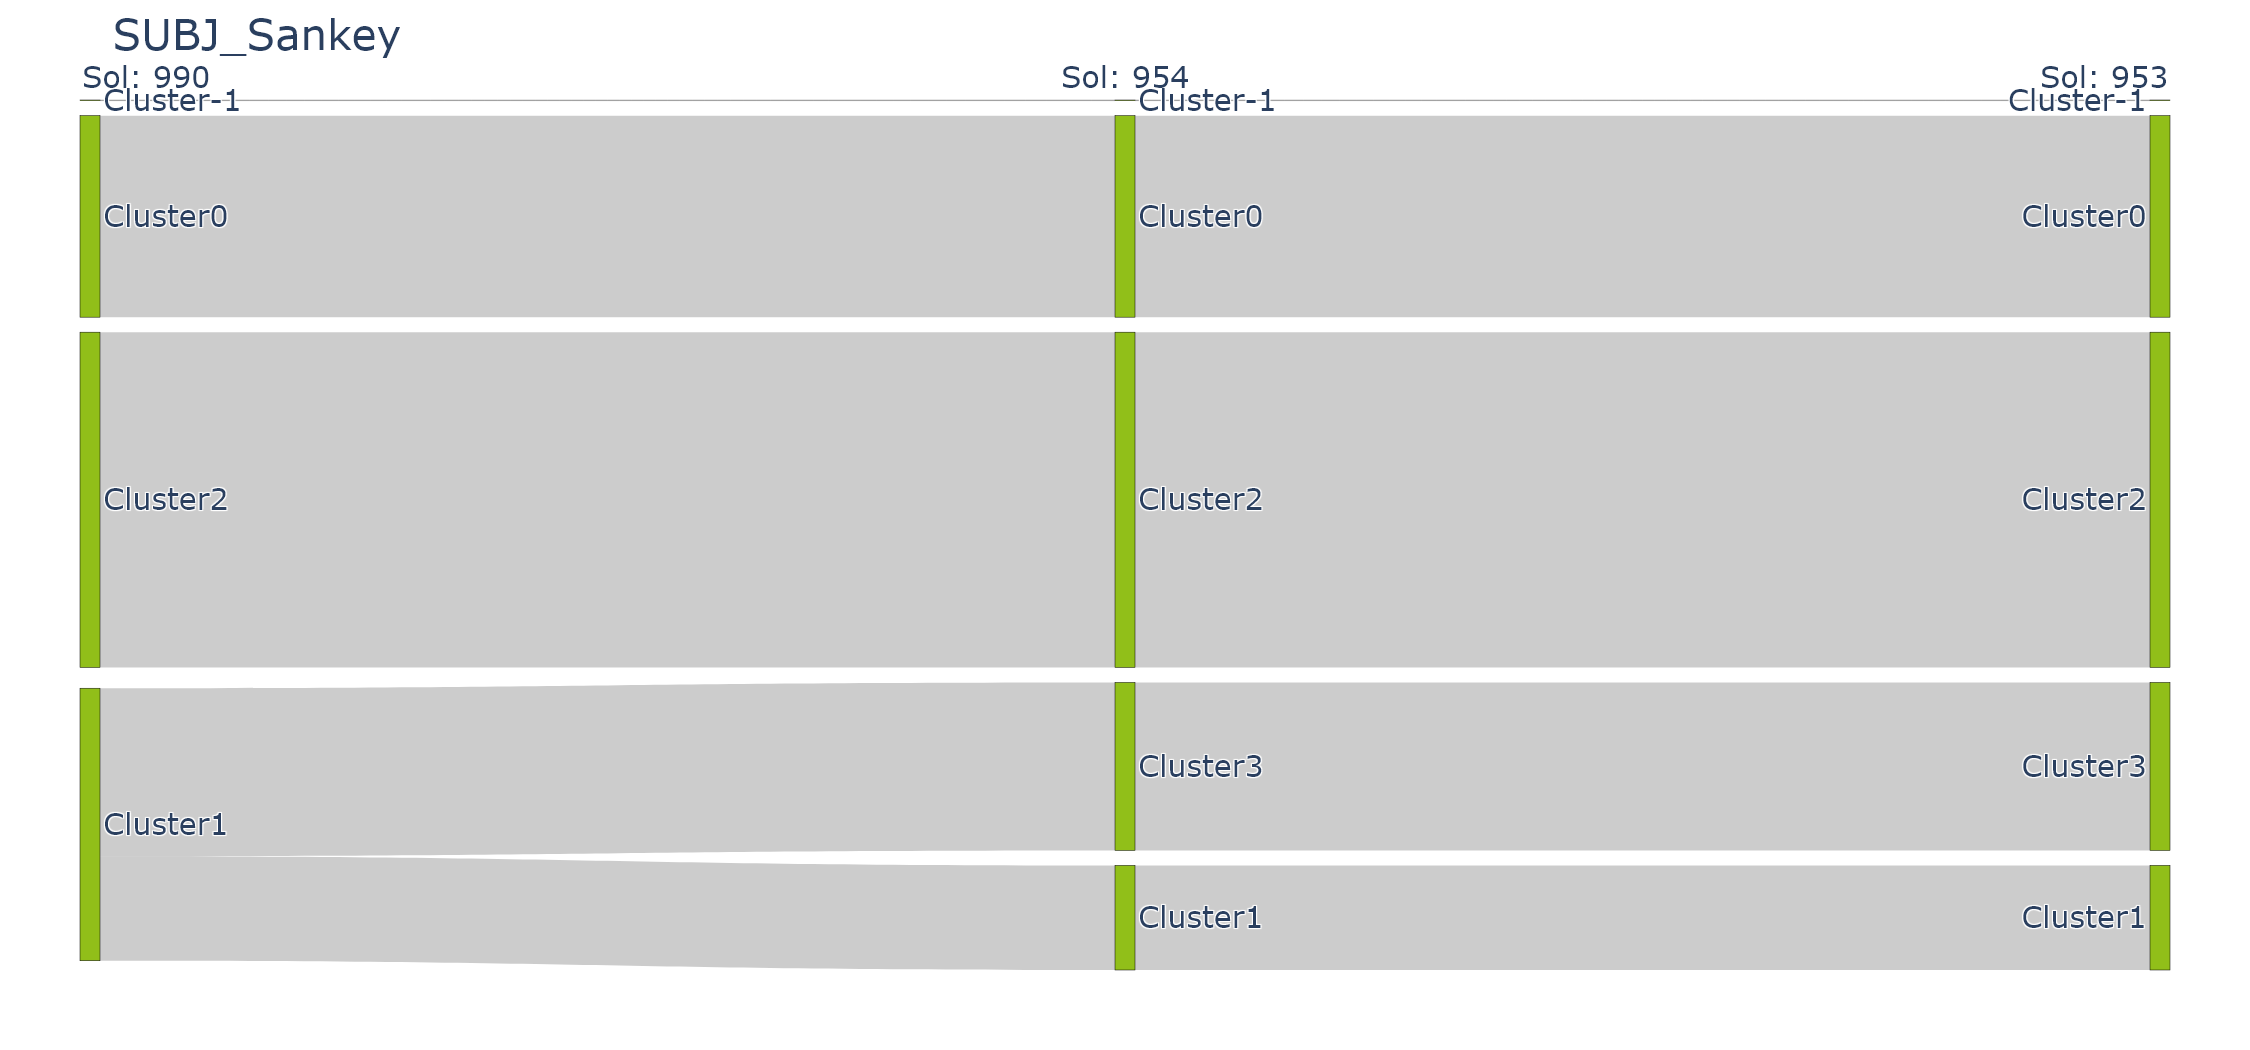 SUBJ_Sankey
Sol: 990 Sol: 954 Sol: 953
Cluster-1 Cluster-1 Cluster-1
Cluster0 Cluster0 Cluster0
Cluster2 Cluster2 Cluster2
Cluster3 Cluster3
Cluster1
Cluster1 Cluster1